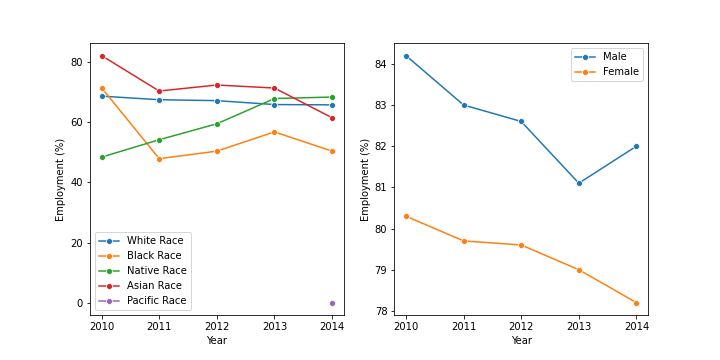 Employment (%)
80
60
40
20
0
White Race
Black Race
Native Race
Asian Race
Pacific Race
2010 2011 2012 2013 2014
Year
Employment (%)
84
83
82
81
80
79
78
Male
Female
2010 2011 2012 2013 2014
Year